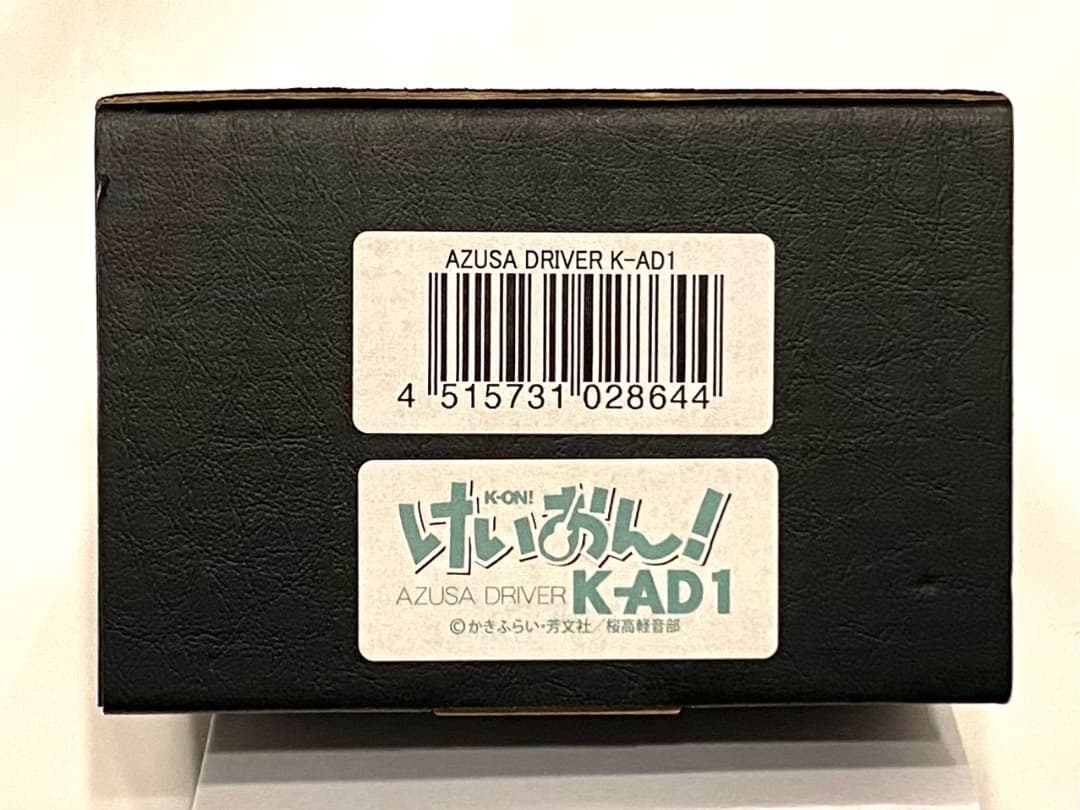 AZUSA DRIVER K-AD1
4 515731 028644
K-ON!
けいおん!
AZUSA DRIVER K-AD1
©かきふらい・芳文社/桜高軽音部